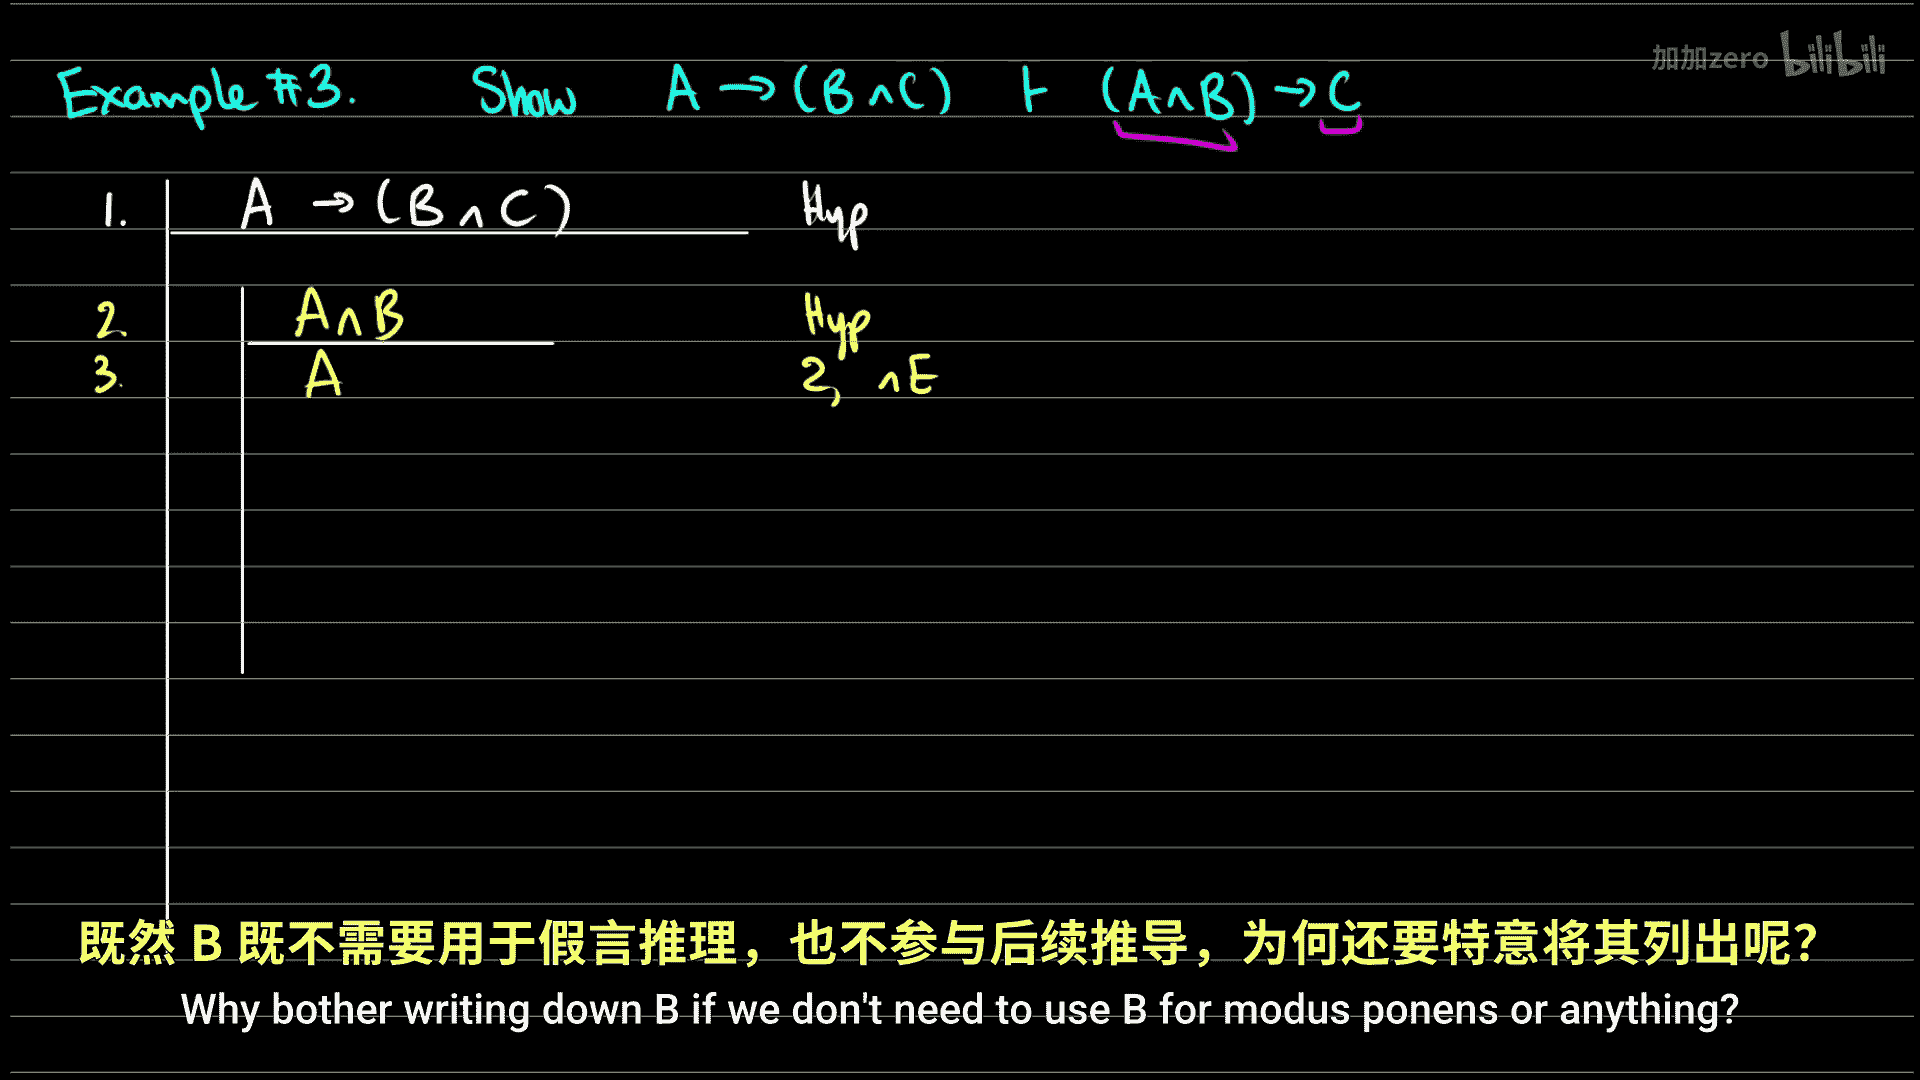 加加zero bilibili
Example #3. Show A → (B ∧ C) ⊢ (A ∧ B) → C
1. A → (B ∧ C) Hyp
2. A ∧ B Hyp
3. A 2, ∧E
既然 B 既不需要用于假言推理，也不参与后续推导，为何还要特意将其列出呢？
Why bother writing down B if we don't need to use B for modus ponens or anything?